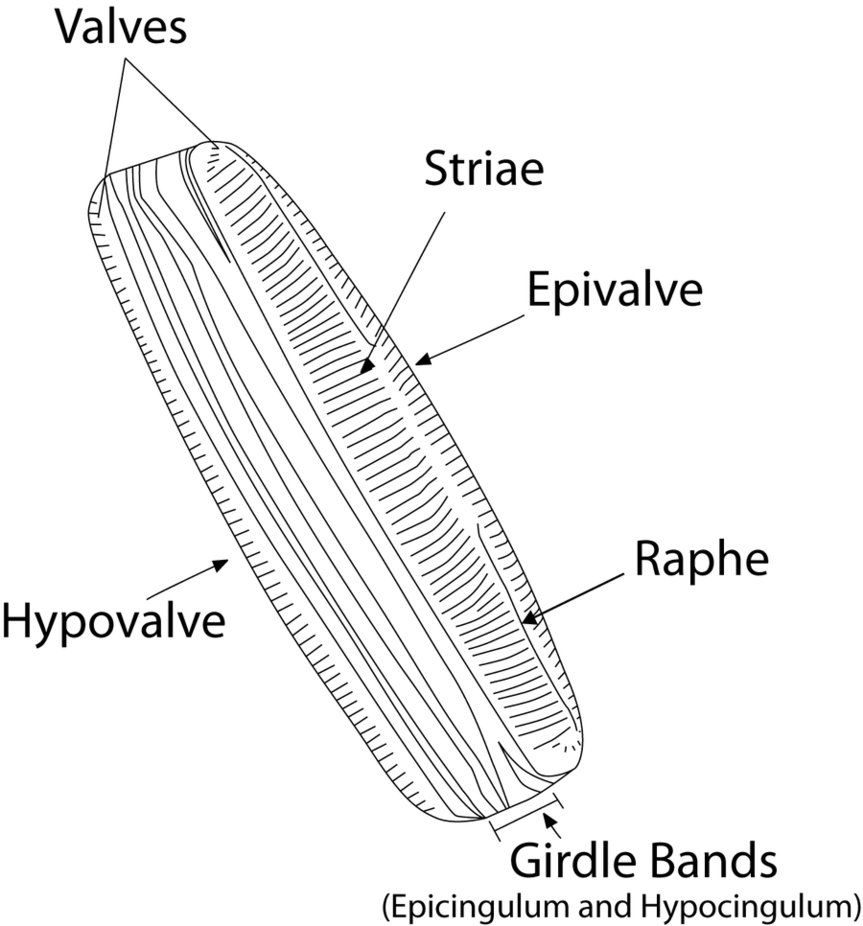 Valves
Striae
Epivalve
Raphe
Hypovalve
Girdle Bands
(Epicingulum and Hypocingulum)